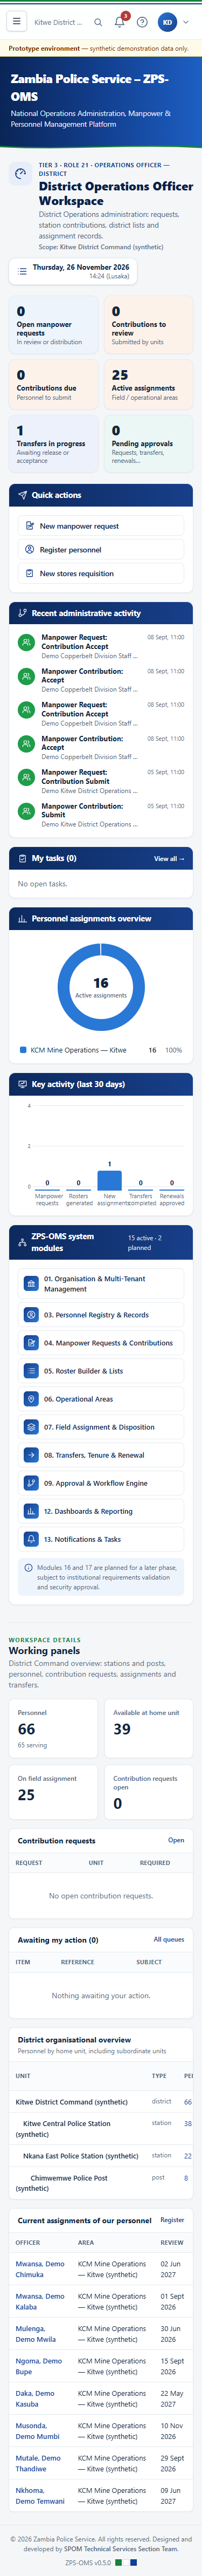 Kitwe District ...
3
KD
Prototype environment — synthetic demonstration data only.
Zambia Police Service – ZPS-
OMS
National Operations Administration, Manpower &
Personnel Management Platform
TIER 3 · ROLE 21 · OPERATIONS OFFICER —
DISTRICT
District Operations Officer
Workspace
District Operations administration: requests,
station contributions, district lists and
assignment records.
Scope: Kitwe District Command (synthetic)
Thursday, 26 November 2026
14:24 (Lusaka)
0
Open manpower
requests
In review or distribution
0
Contributions to
review
Submitted by units
0
Contributions due
Personnel to submit
25
Active assignments
Field / operational areas
1
Transfers in progress
Awaiting release or
acceptance
0
Pending approvals
Requests, transfers,
renewals...
Quick actions
New manpower request
Register personnel
New stores requisition
Recent administrative activity
Manpower Request:
Contribution Accept
08 Sept, 11:00
Demo Copperbelt Division Staff ...
Manpower Contribution:
Accept
08 Sept, 11:00
Demo Copperbelt Division Staff ...
Manpower Request:
Contribution Accept
08 Sept, 11:00
Demo Copperbelt Division Staff ...
Manpower Contribution:
Accept
08 Sept, 11:00
Demo Copperbelt Division Staff ...
Manpower Request:
Contribution Submit
05 Sept, 11:00
Demo Kitwe District Operations ...
Manpower Contribution:
Submit
05 Sept, 11:00
Demo Kitwe District Operations ...
My tasks (0)
View all →
No open tasks.
Personnel assignments overview
16
Active assignments
KCM Mine Operations — Kitwe 16 100%
Key activity (last 30 days)
4
2
0
0 0 1 0 0
Manpower requests
Rosters generated
New assignments
Transfers completed
Renewals approved
ZPS-OMS system
modules
15 active · 2
planned
01. Organisation & Multi-Tenant
Management
03. Personnel Registry & Records
04. Manpower Requests & Contributions
05. Roster Builder & Lists
06. Operational Areas
07. Field Assignment & Disposition
08. Transfers, Tenure & Renewal
09. Approval & Workflow Engine
12. Dashboards & Reporting
13. Notifications & Tasks
Modules 16 and 17 are planned for a later phase,
subject to institutional requirements validation
and security approval.
WORKSPACE DETAILS
Working panels
District Command overview: stations and posts,
personnel, contribution requests, assignments and
transfers.
Personnel
66
65 serving
Available at home unit
39
On field assignment
25
Contribution requests
open
0
Contribution requests
Open
REQUEST UNIT REQUIRED
No open contribution requests.
Awaiting my action (0)
All queues
ITEM REFERENCE SUBJECT
Nothing awaiting your action.
District organisational overview
Personnel by home unit, including subordinate units
UNIT TYPE
Kitwe District Command (synthetic) district 66
Kitwe Central Police Station
(synthetic)
station 38
Nkana East Police Station (synthetic) station 22
Chimwemwe Police Post
(synthetic)
post 8
Current assignments of our personnel
Register
OFFICER AREA REVIEW
Mwansa, Demo
Chimuka
KCM Mine Operations
— Kitwe (synthetic)
02 Jun
2027
Mwansa, Demo
Kalaba
KCM Mine Operations
— Kitwe (synthetic)
01 Sept
2026
Mulenga,
Demo Mwila
KCM Mine Operations
— Kitwe (synthetic)
30 Jun
2026
Ngoma, Demo
Bupe
KCM Mine Operations
— Kitwe (synthetic)
15 Sept
2026
Daka, Demo
Kasuba
KCM Mine Operations
— Kitwe (synthetic)
22 May
2027
Musonda,
Demo Mumbi
KCM Mine Operations
— Kitwe (synthetic)
10 Nov
2026
Mutale, Demo
Thandiwe
KCM Mine Operations
— Kitwe (synthetic)
29 Sept
2026
Nkhoma,
Demo Temwani
KCM Mine Operations
— Kitwe (synthetic)
09 Jun
2027
© 2026 Zambia Police Service. All rights reserved. Designed and
developed by SPOM Technical Services Section Team.
ZPS-OMS v0.5.0